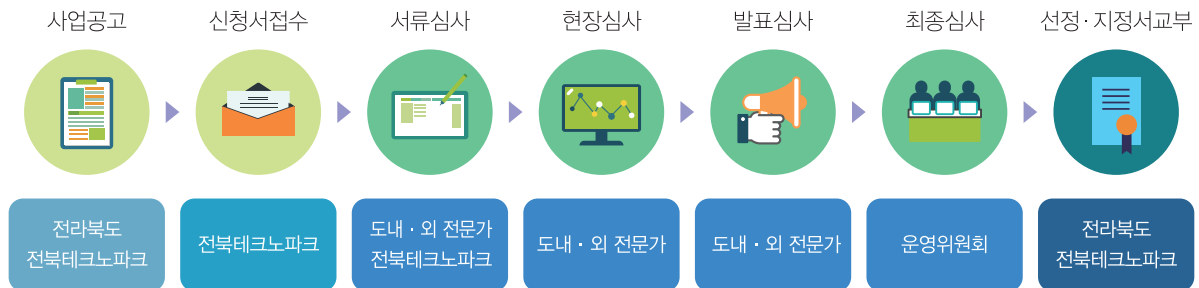 사업공고
신청서접수
서류심사
현장심사
발표심사
최종심사
선정·지정서교부
전라북도
전북테크노파크
전북테크노파크
도내·외 전문가
전북테크노파크
도내·외 전문가
도내·외 전문가
운영위원회
전라북도
전북테크노파크